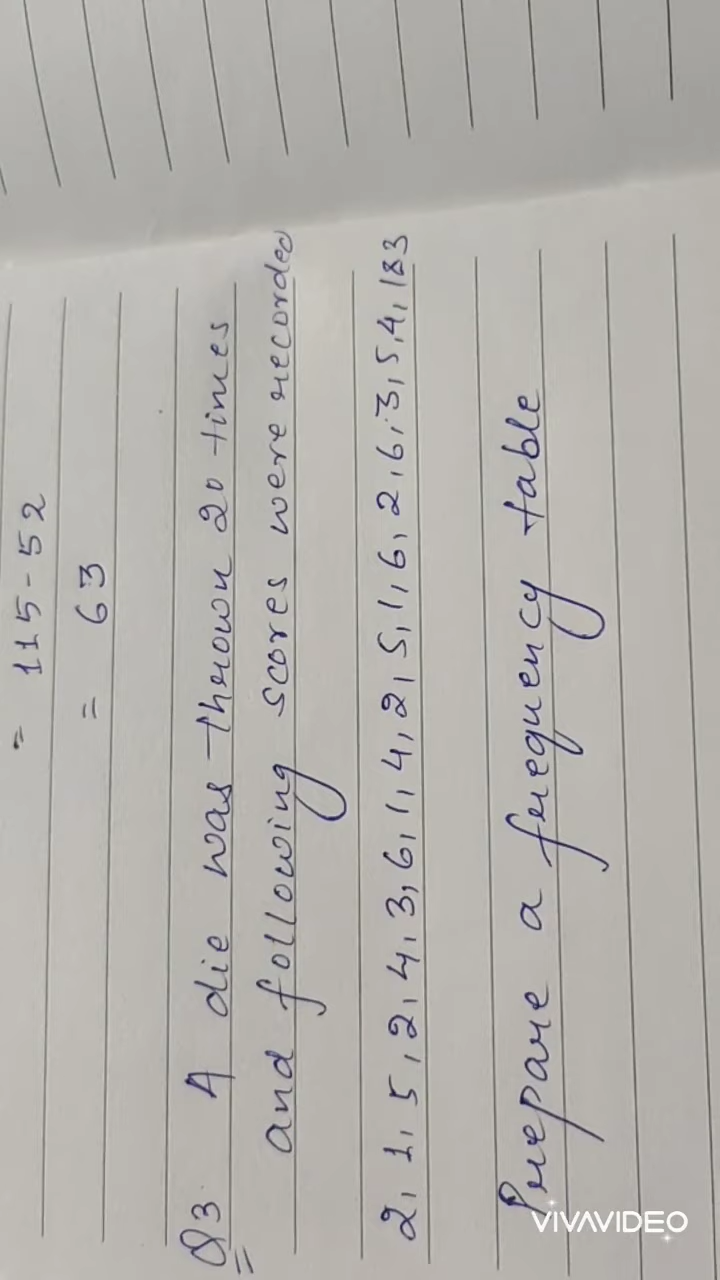 = 115-52
= 63
Q3 A die was thrown 20 times
and following scores were recorded
2, 1, 5, 2, 4, 3, 6, 1, 4, 2, 5, 1, 6, 2, 6, 3, 5, 4, 1&3
Prepare a frequency table
VIVAVIDEO